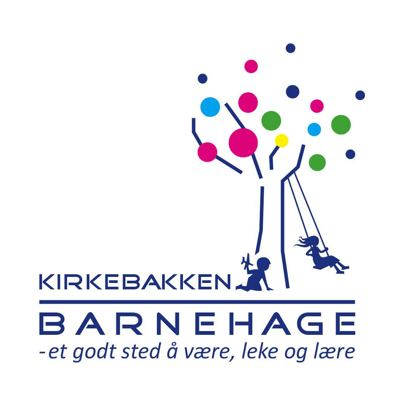 KIRKEBAKKEN
BARNEHAGE
-et godt sted å være, leke og lære